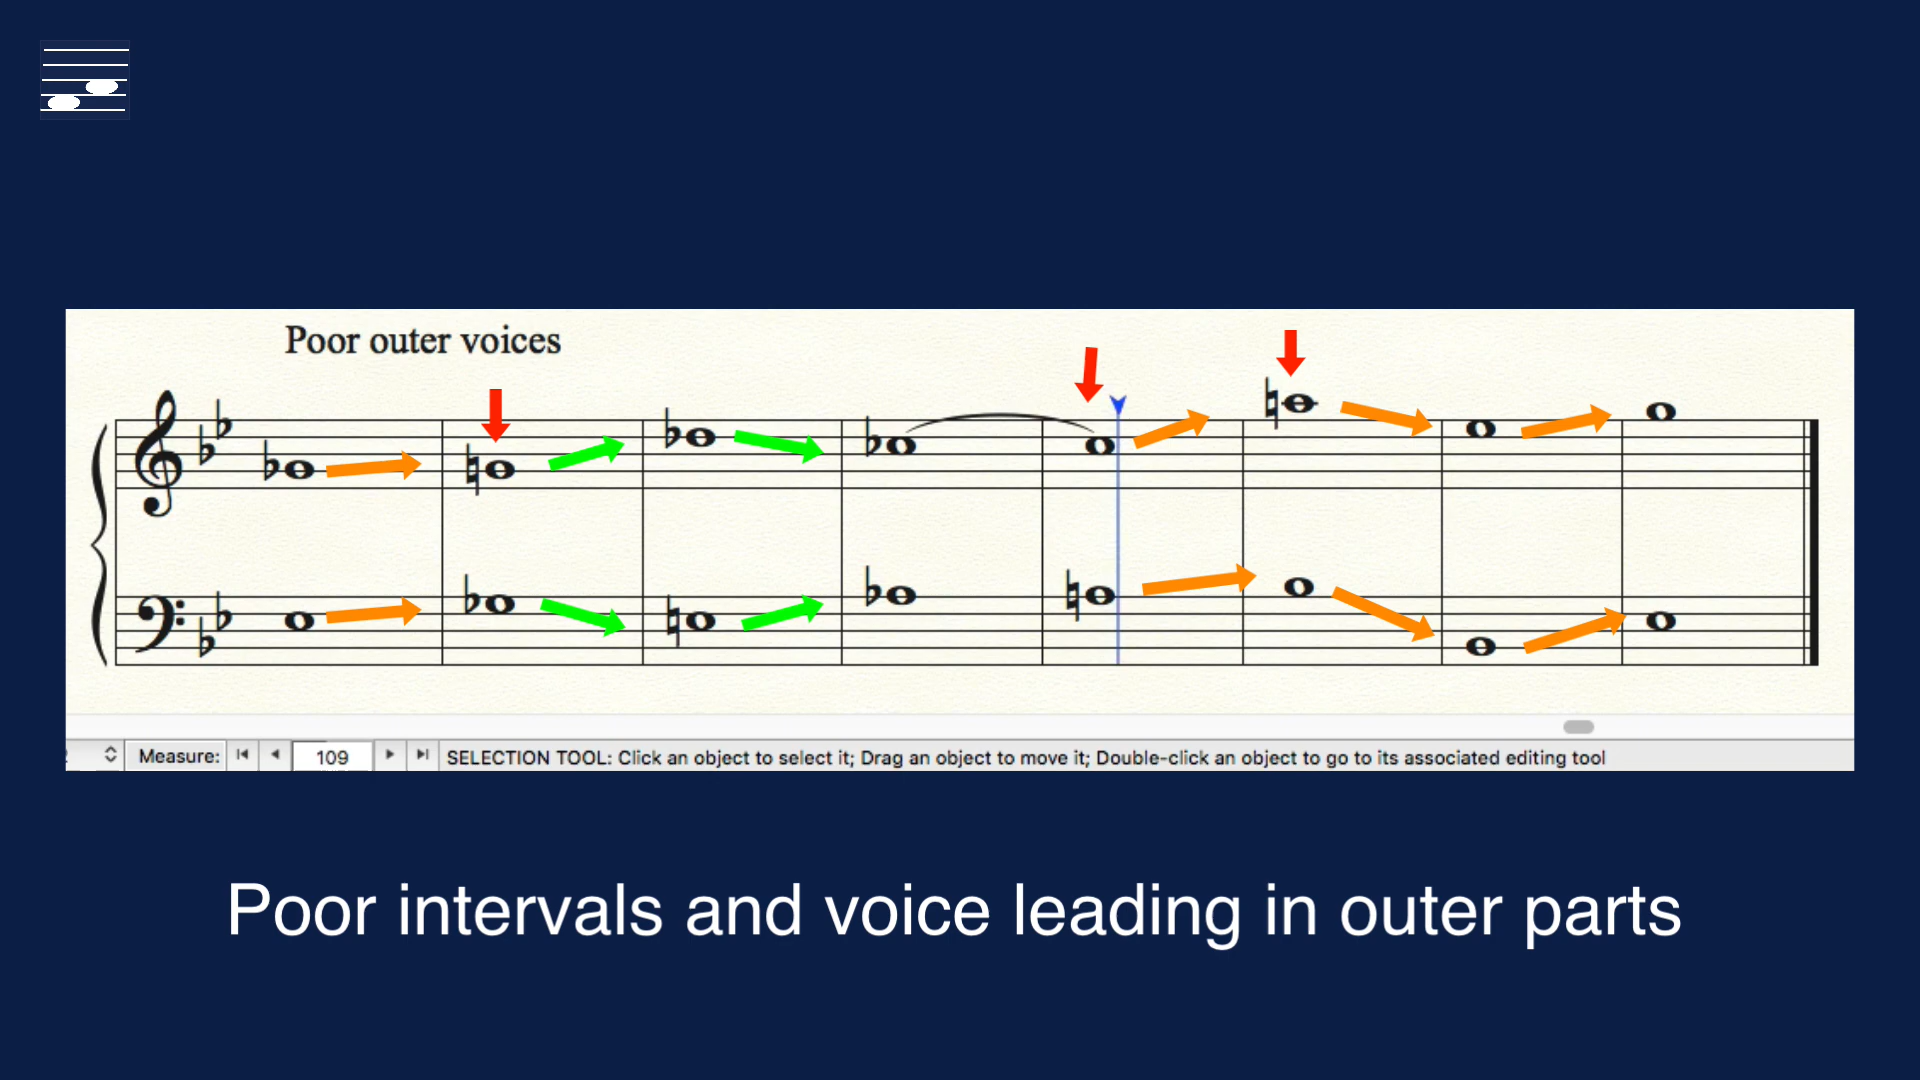 Poor outer voices
Measure: 109 SELECTION TOOL: Click an object to select it; Drag an object to move it; Double-click an object to go to its associated editing tool
Poor intervals and voice leading in outer parts